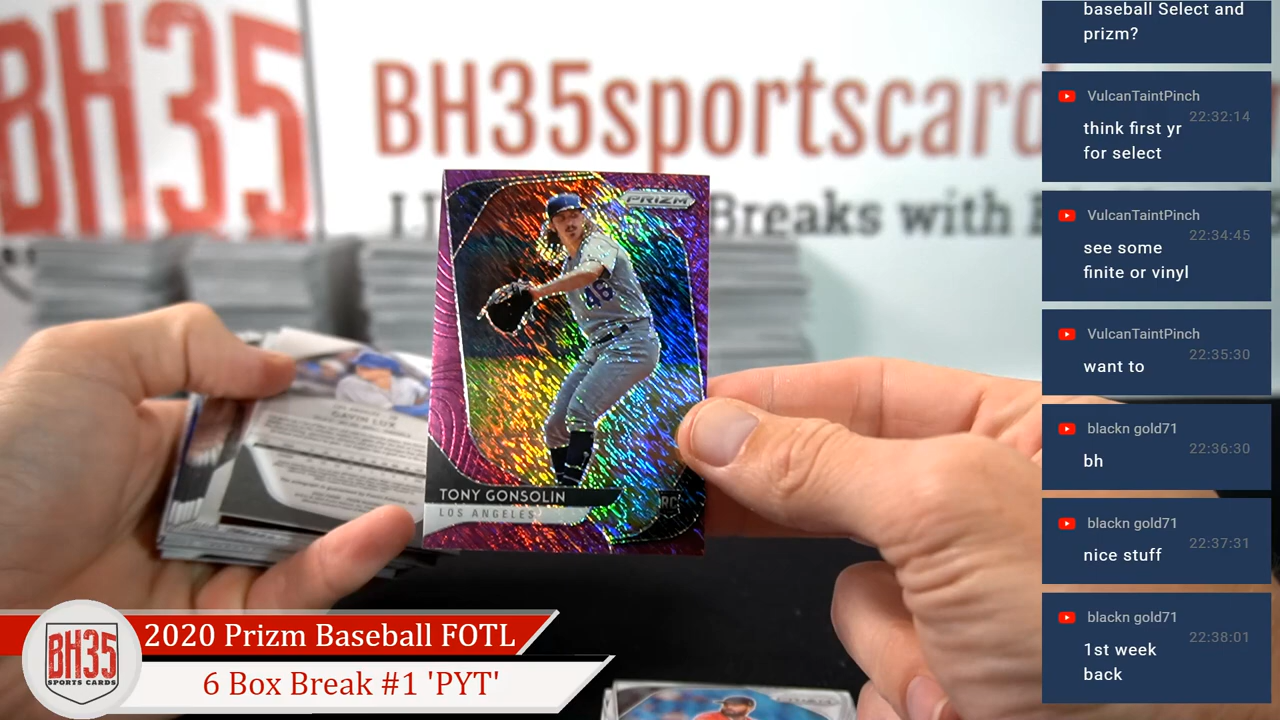 BH35
BH35sportscard
Breaks with
PRIZM
46
TONY GONSOLIN
LOS ANGELES
RC
GAVIN LUX
BH35
SPORTS CARDS
2020 Prizm Baseball FOTL
6 Box Break #1 'PYT'
baseball Select and
prizm?
VulcanTaintPinch
22:32:14
think first yr
for select
VulcanTaintPinch
22:34:45
see some
finite or vinyl
VulcanTaintPinch
22:35:30
want to
blackn gold71
22:36:30
bh
blackn gold71
22:37:31
nice stuff
blackn gold71
22:38:01
1st week
back